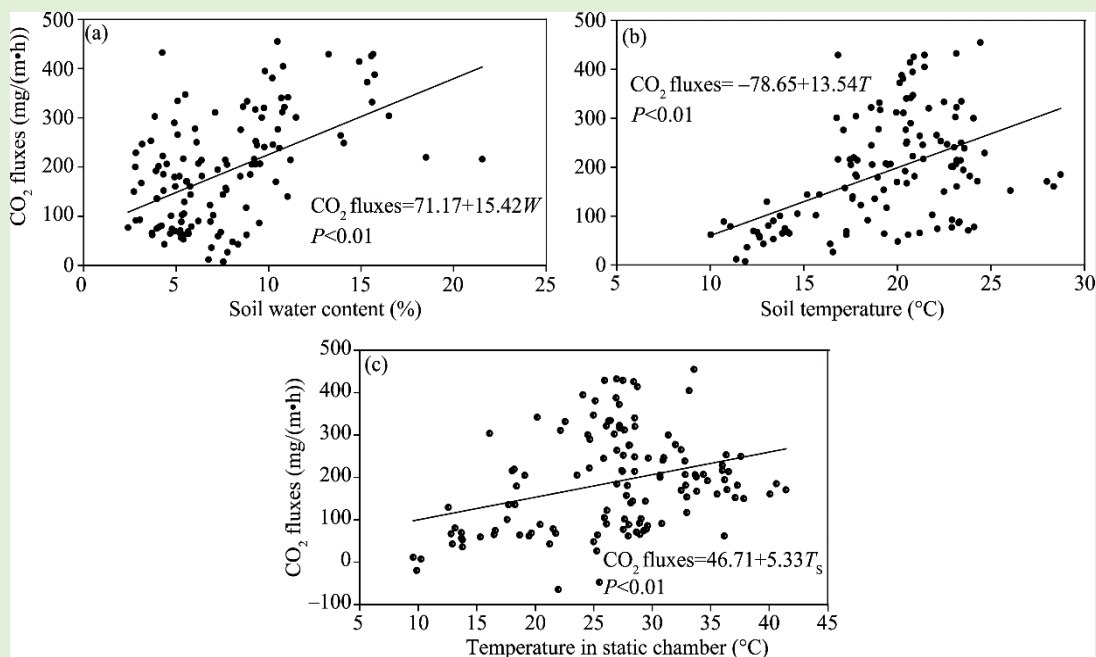 (a)
500
400
300
200
100
0
CO₂ fluxes (mg/(m•h))
CO₂ fluxes=71.17+15.42W
P<0.01
0 5 10 15 20 25
Soil water content (%)
(b)
500
400
300
200
100
0
CO₂ fluxes= −78.65+13.54T
P<0.01
5 10 15 20 25 30
Soil temperature (°C)
(c)
500
400
300
200
100
0
−100
CO₂ fluxes (mg/(m•h))
CO₂ fluxes=46.71+5.33Tₛ
P<0.01
5 10 15 20 25 30 35 40 45
Temperature in static chamber (°C)